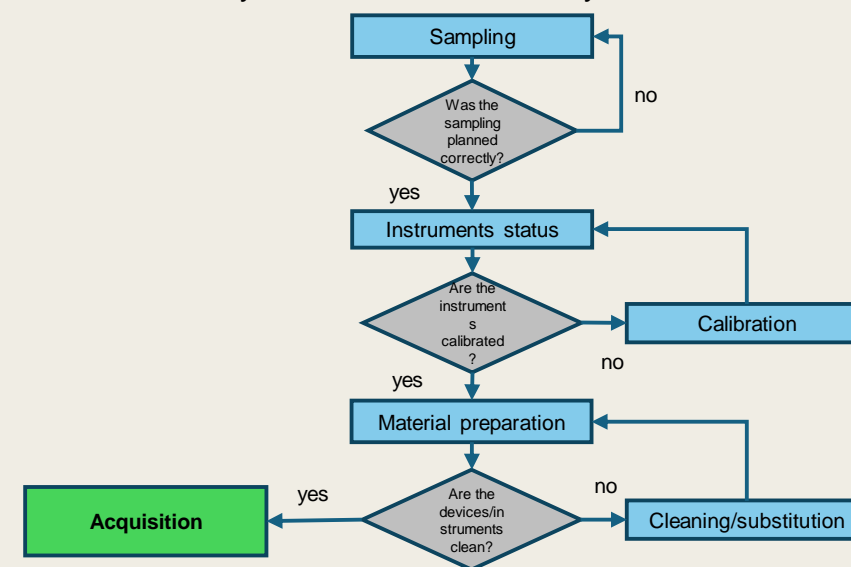 Sampling
Was the
sampling
planned
correctly?
no
yes
Instruments status
Are the
instrument
s
calibrated
?
Calibration
no
yes
Material preparation
Are the
devices/in
struments
clean?
yes
no
Acquisition
Cleaning/substitution